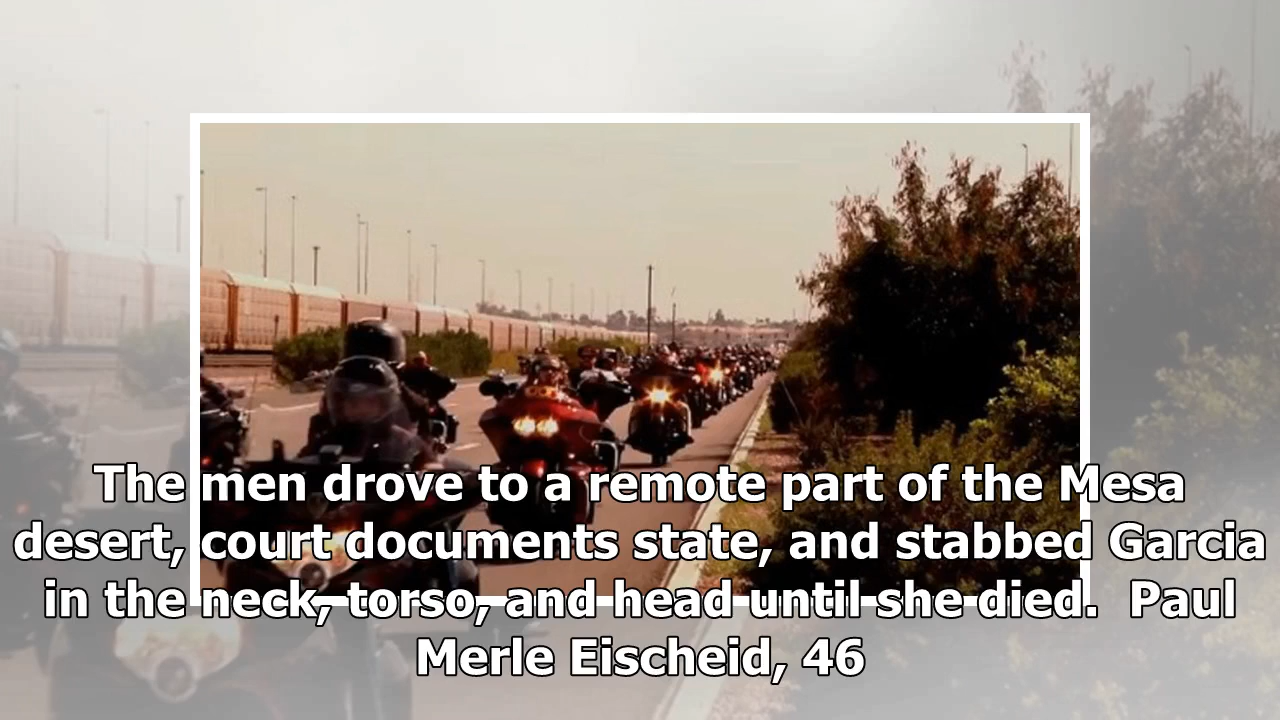 The men drove to a remote part of the Mesa
desert, court documents state, and stabbed Garcia
in the neck, torso, and head until she died.  Paul
Merle Eischeid, 46